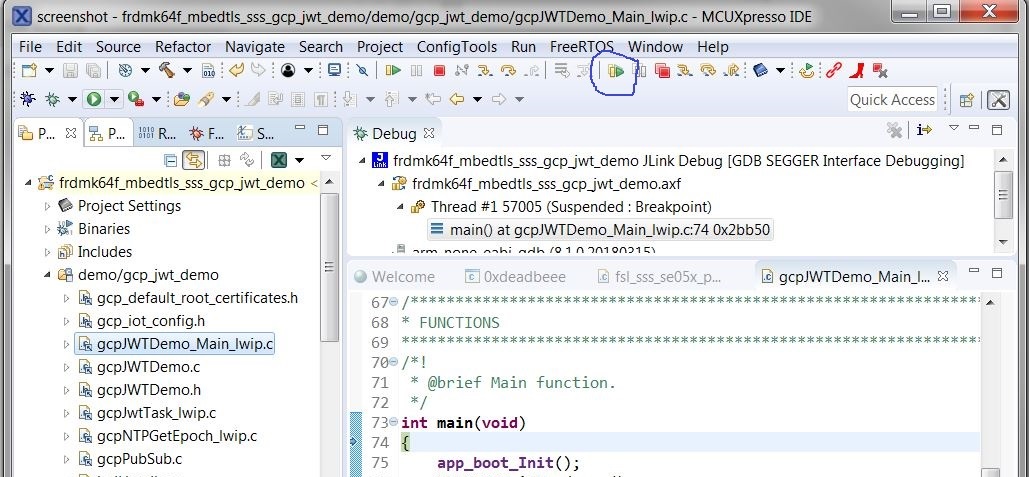 screenshot - frdmk64f_mbedtls_sss_gcp_jwt_demo/demo/gcp_jwt_demo/gcpJWTDemo_Main_lwip.c - MCUXpresso IDE
File Edit Source Refactor Navigate Search Project ConfigTools Run FreeRTOS Window Help
Quick Access
P... P... R... F... S...
frdmk64f_mbedtls_sss_gcp_jwt_demo <
Project Settings
Binaries
Includes
demo/gcp_jwt_demo
gcp_default_root_certificates.h
gcp_iot_config.h
gcpJWTDemo_Main_lwip.c
gcpJWTDemo.c
gcpJWTDemo.h
gcpJwtTask_lwip.c
gcpNTPGetEpoch_lwip.c
gcpPubSub.c
Debug
frdmk64f_mbedtls_sss_gcp_jwt_demo JLink Debug [GDB SEGGER Interface Debugging]
frdmk64f_mbedtls_sss_gcp_jwt_demo.axf
Thread #1 57005 (Suspended : Breakpoint)
main() at gcpJWTDemo_Main_lwip.c:74 0x2bb50
arm-none-eabi-gdb (8.1.0.20180315)
Welcome 0xdeadbeee fsl_sss_se05x_p... gcpJWTDemo_Main_l...
67 /*******************************************************************************
68 * FUNCTIONS
69 ********************************************************************************
70 /*!
71 * @brief Main function.
72 */
73 int main(void)
74 {
75 app_boot_Init();